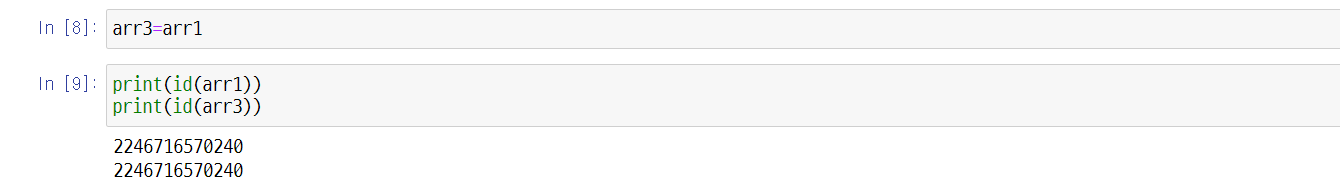 In [8]: arr3=arr1
In [9]: print(id(arr1))
print(id(arr3))
2246716570240
2246716570240